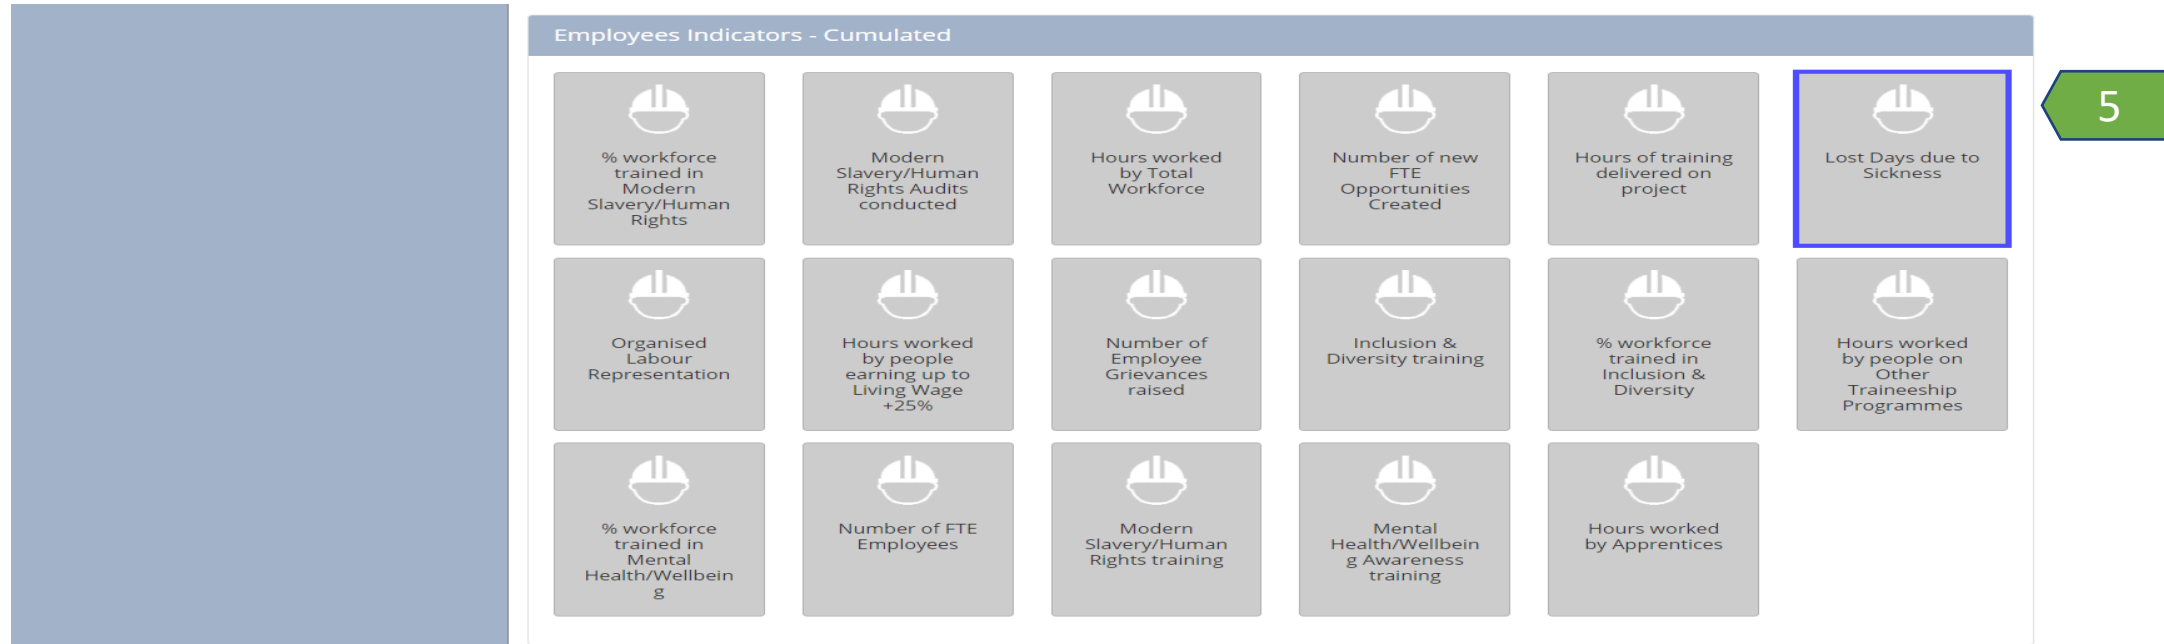 Employees Indicators - Cumulated
5
% workforce
trained in
Modern
Slavery/Human
Rights
Modern
Slavery/Human
Rights Audits
conducted
Hours worked
by Total
Workforce
Number of new
FTE
Opportunities
Created
Hours of training
delivered on
project
Lost Days due to
Sickness
Organised
Labour
Representation
Hours worked
by people
earning up to
Living Wage
+25%
Number of
Employee
Grievances
raised
Inclusion &
Diversity training
% workforce
trained in
Inclusion &
Diversity
Hours worked
by people on
Other
Traineeship
Programmes
% workforce
trained in
Mental
Health/Wellbein
g
Number of FTE
Employees
Modern
Slavery/Human
Rights training
Mental
Health/Wellbein
g Awareness
training
Hours worked
by Apprentices